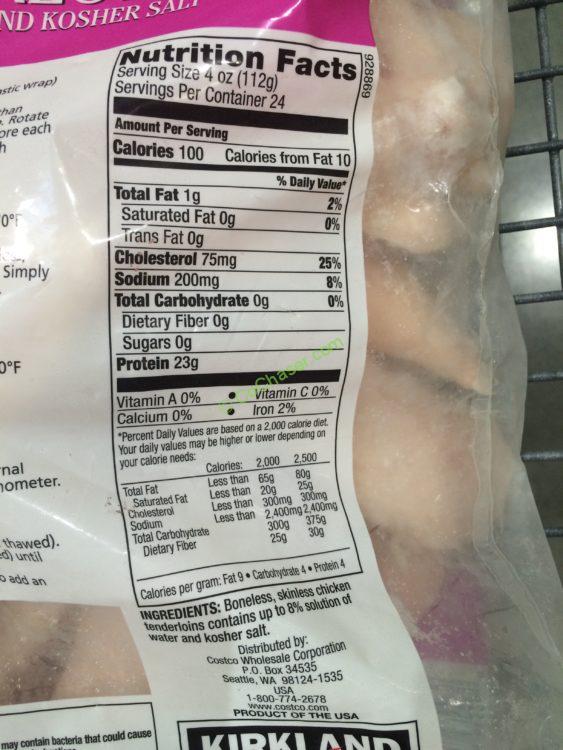 ND KOSHER SALT
astic wrap)
than
. Rotate
ore each
h
0°F
Simply
0°F
nal
nometer.
thawed).
ed) until
o add an
Nutrition Facts
Serving Size 4 oz (112g)
Servings Per Container 24
928869
Amount Per Serving
Calories 100 Calories from Fat 10
% Daily Value*
Total Fat 1g 2%
Saturated Fat 0g 0%
Trans Fat 0g
Cholesterol 75mg 25%
Sodium 200mg 8%
Total Carbohydrate 0g 0%
Dietary Fiber 0g
Sugars 0g
Protein 23g
Vitamin A 0% • Vitamin C 0%
Calcium 0% • Iron 2%
*Percent Daily Values are based on a 2,000 calorie diet.
Your daily values may be higher or lower depending on
your calorie needs:
Calories: 2,000 2,500
Total Fat Less than 65g 80g
Saturated Fat Less than 20g 25g
Cholesterol Less than 300mg 300mg
Sodium Less than 2,400mg 2,400mg
Total Carbohydrate 300g 375g
Dietary Fiber 25g 30g
Calories per gram: Fat 9 • Carbohydrate 4 • Protein 4
INGREDIENTS: Boneless, skinless chicken
tenderloins contains up to 8% solution of
water and kosher salt.
Distributed by:
Costco Wholesale Corporation
P.O. Box 34535
Seattle, WA 98124-1535
USA
1-800-774-2678
www.costco.com
PRODUCT OF THE USA
KIRKLAND
may contain bacteria that could cause
CoChaser.com